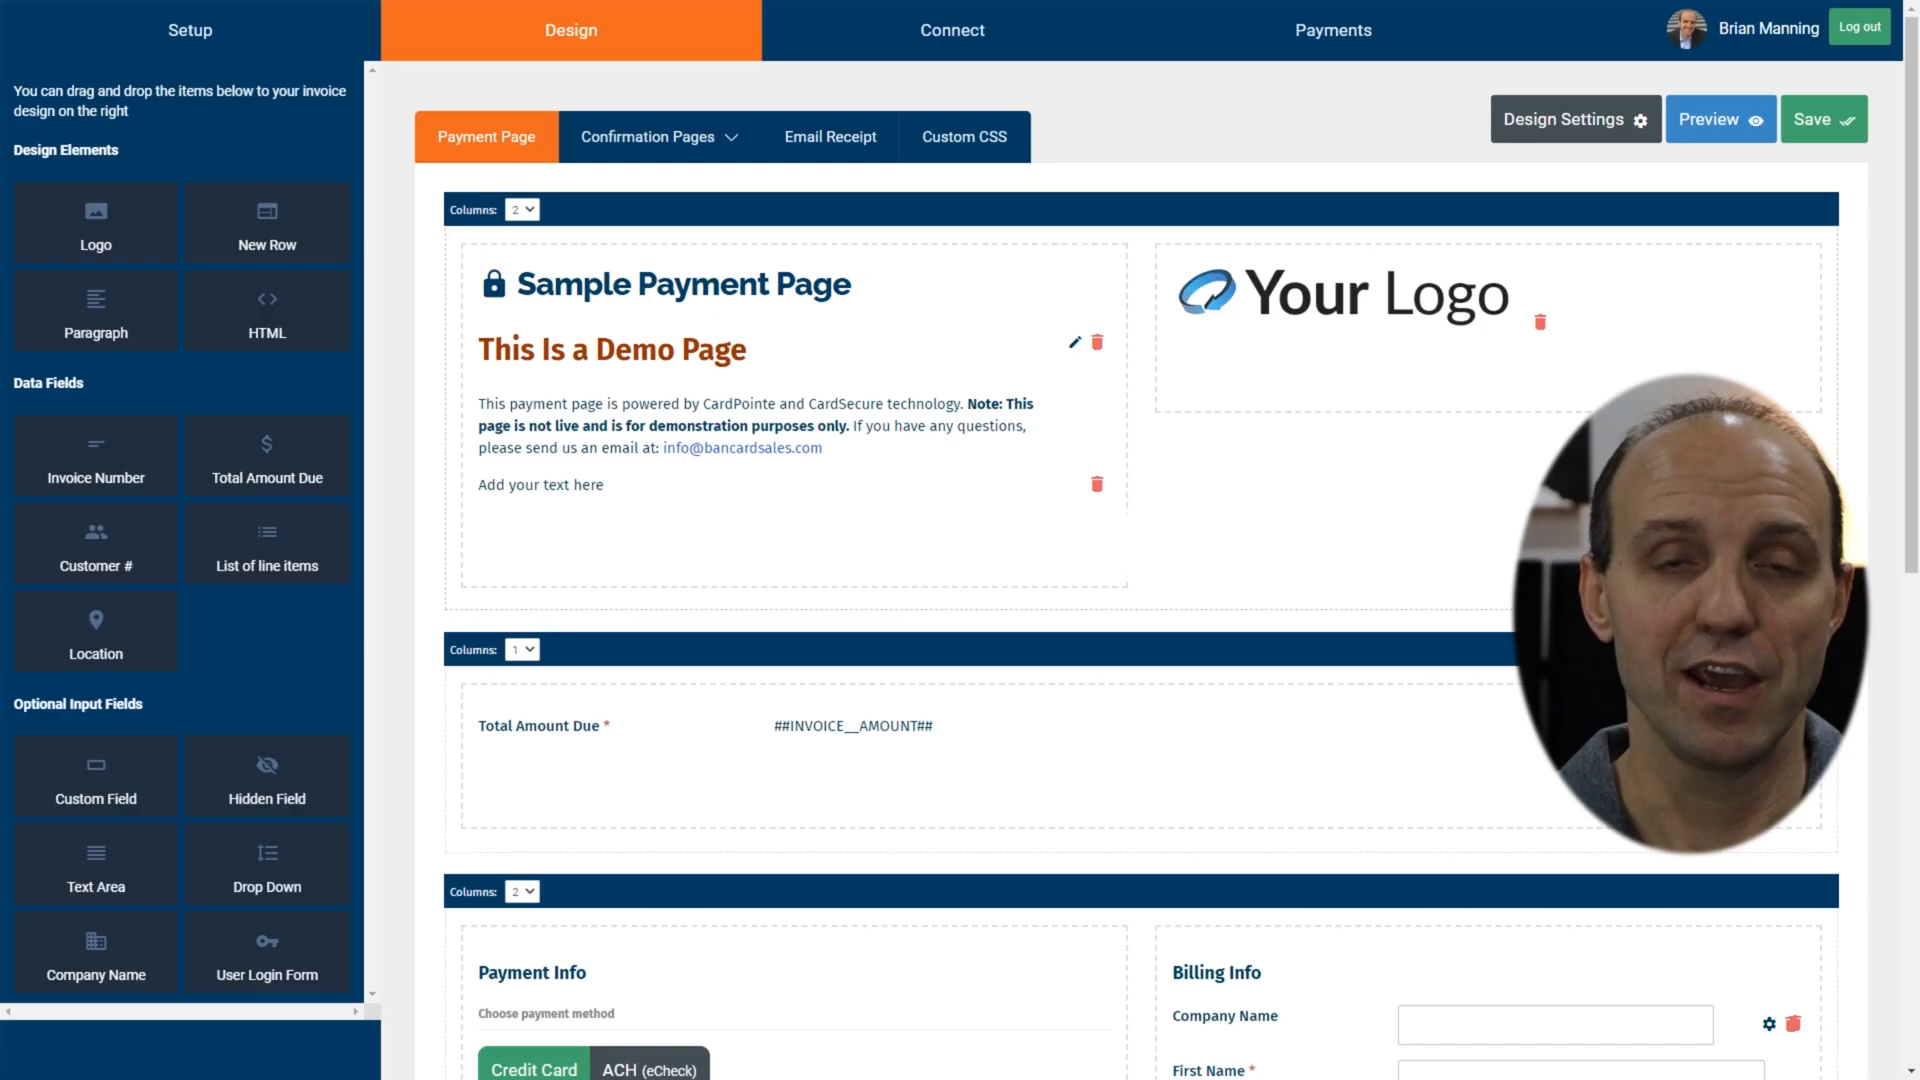 Setup
Design
Connect
Payments
Brian Manning
Log out
You can drag and drop the items below to your invoice
design on the right
Design Elements
Logo
New Row
Paragraph
HTML
Data Fields
Invoice Number
Total Amount Due
Customer #
List of line items
Location
Optional Input Fields
Custom Field
Hidden Field
Text Area
Drop Down
Company Name
User Login Form
Payment Page
Confirmation Pages
Email Receipt
Custom CSS
Design Settings
Preview
Save
Columns: 2
Sample Payment Page
This Is a Demo Page
This payment page is powered by CardPointe and CardSecure technology. Note: This
page is not live and is for demonstration purposes only. If you have any questions,
please send us an email at: info@bancardsales.com
Add your text here
Your Logo
Columns: 1
Total Amount Due * ##INVOICE__AMOUNT##
Columns: 2
Payment Info
Choose payment method
Credit Card
ACH (eCheck)
Billing Info
Company Name
First Name *